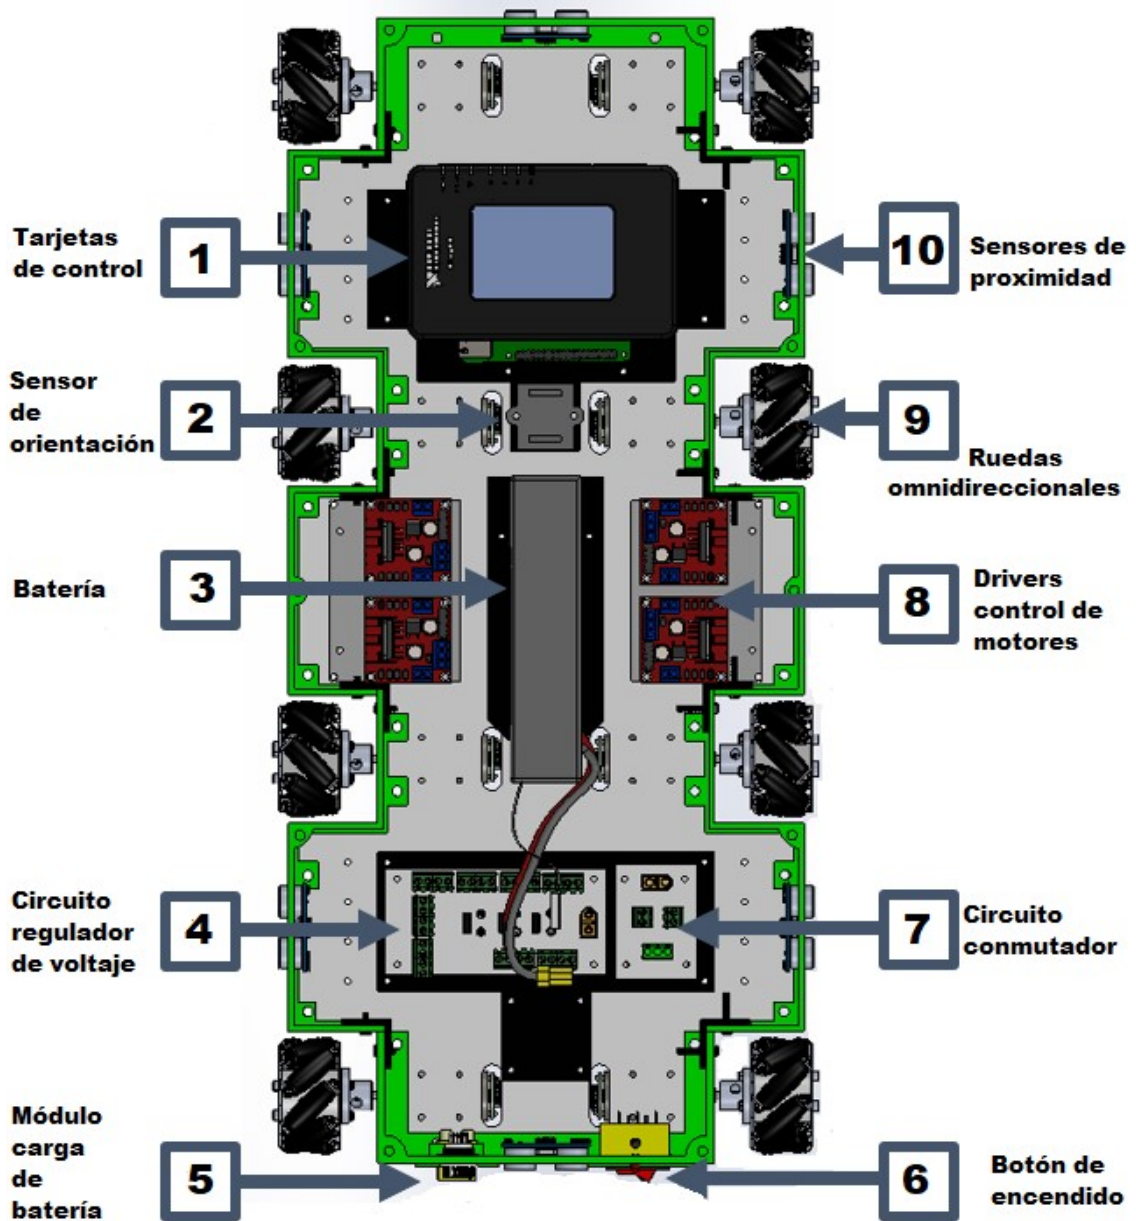 Tarjetas
de control
1
Sensor
de
orientación
2
Batería
3
Circuito
regulador
de voltaje
4
Módulo
carga
de
batería
5
10
Sensores de
proximidad
9
Ruedas
omnidireccionales
8
Drivers
control de
motores
7
Circuito
conmutador
6
Botón de
encendido